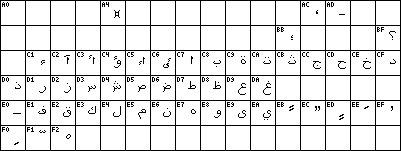 A0 A4 ¤ AC ، AD -
BB ؛ BF ؟
C1 ء C2 آ C3 أ C4 ؤ C5 إ C6 ئ C7 ا C8 ب C9 ة CA ت CB ث CC ج CD ح CE خ CF د
D0 ذ D1 ر D2 ز D3 س D4 ش D5 ص D6 ض D7 ط D8 ظ D9 ع DA غ
E0 ـ E1 ف E2 ق E3 ك E4 ل E5 م E6 ن E7 ه E8 و E9 ى EA ي EB ً EC ٌ ED ٍ EE َ EF ُ
F0 ِ F1 ّ F2 ْ